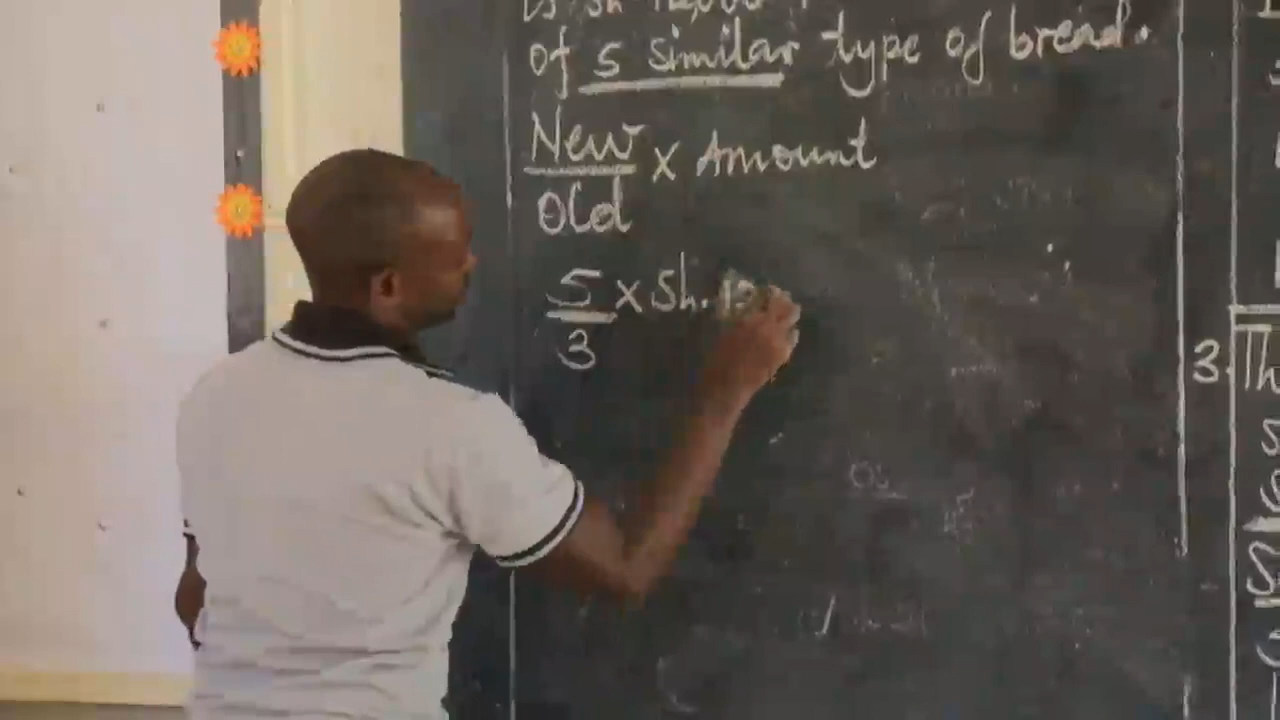 of 5 similar type of bread.
New x Amount
Old
5 x Sh. 12
3
3. Th